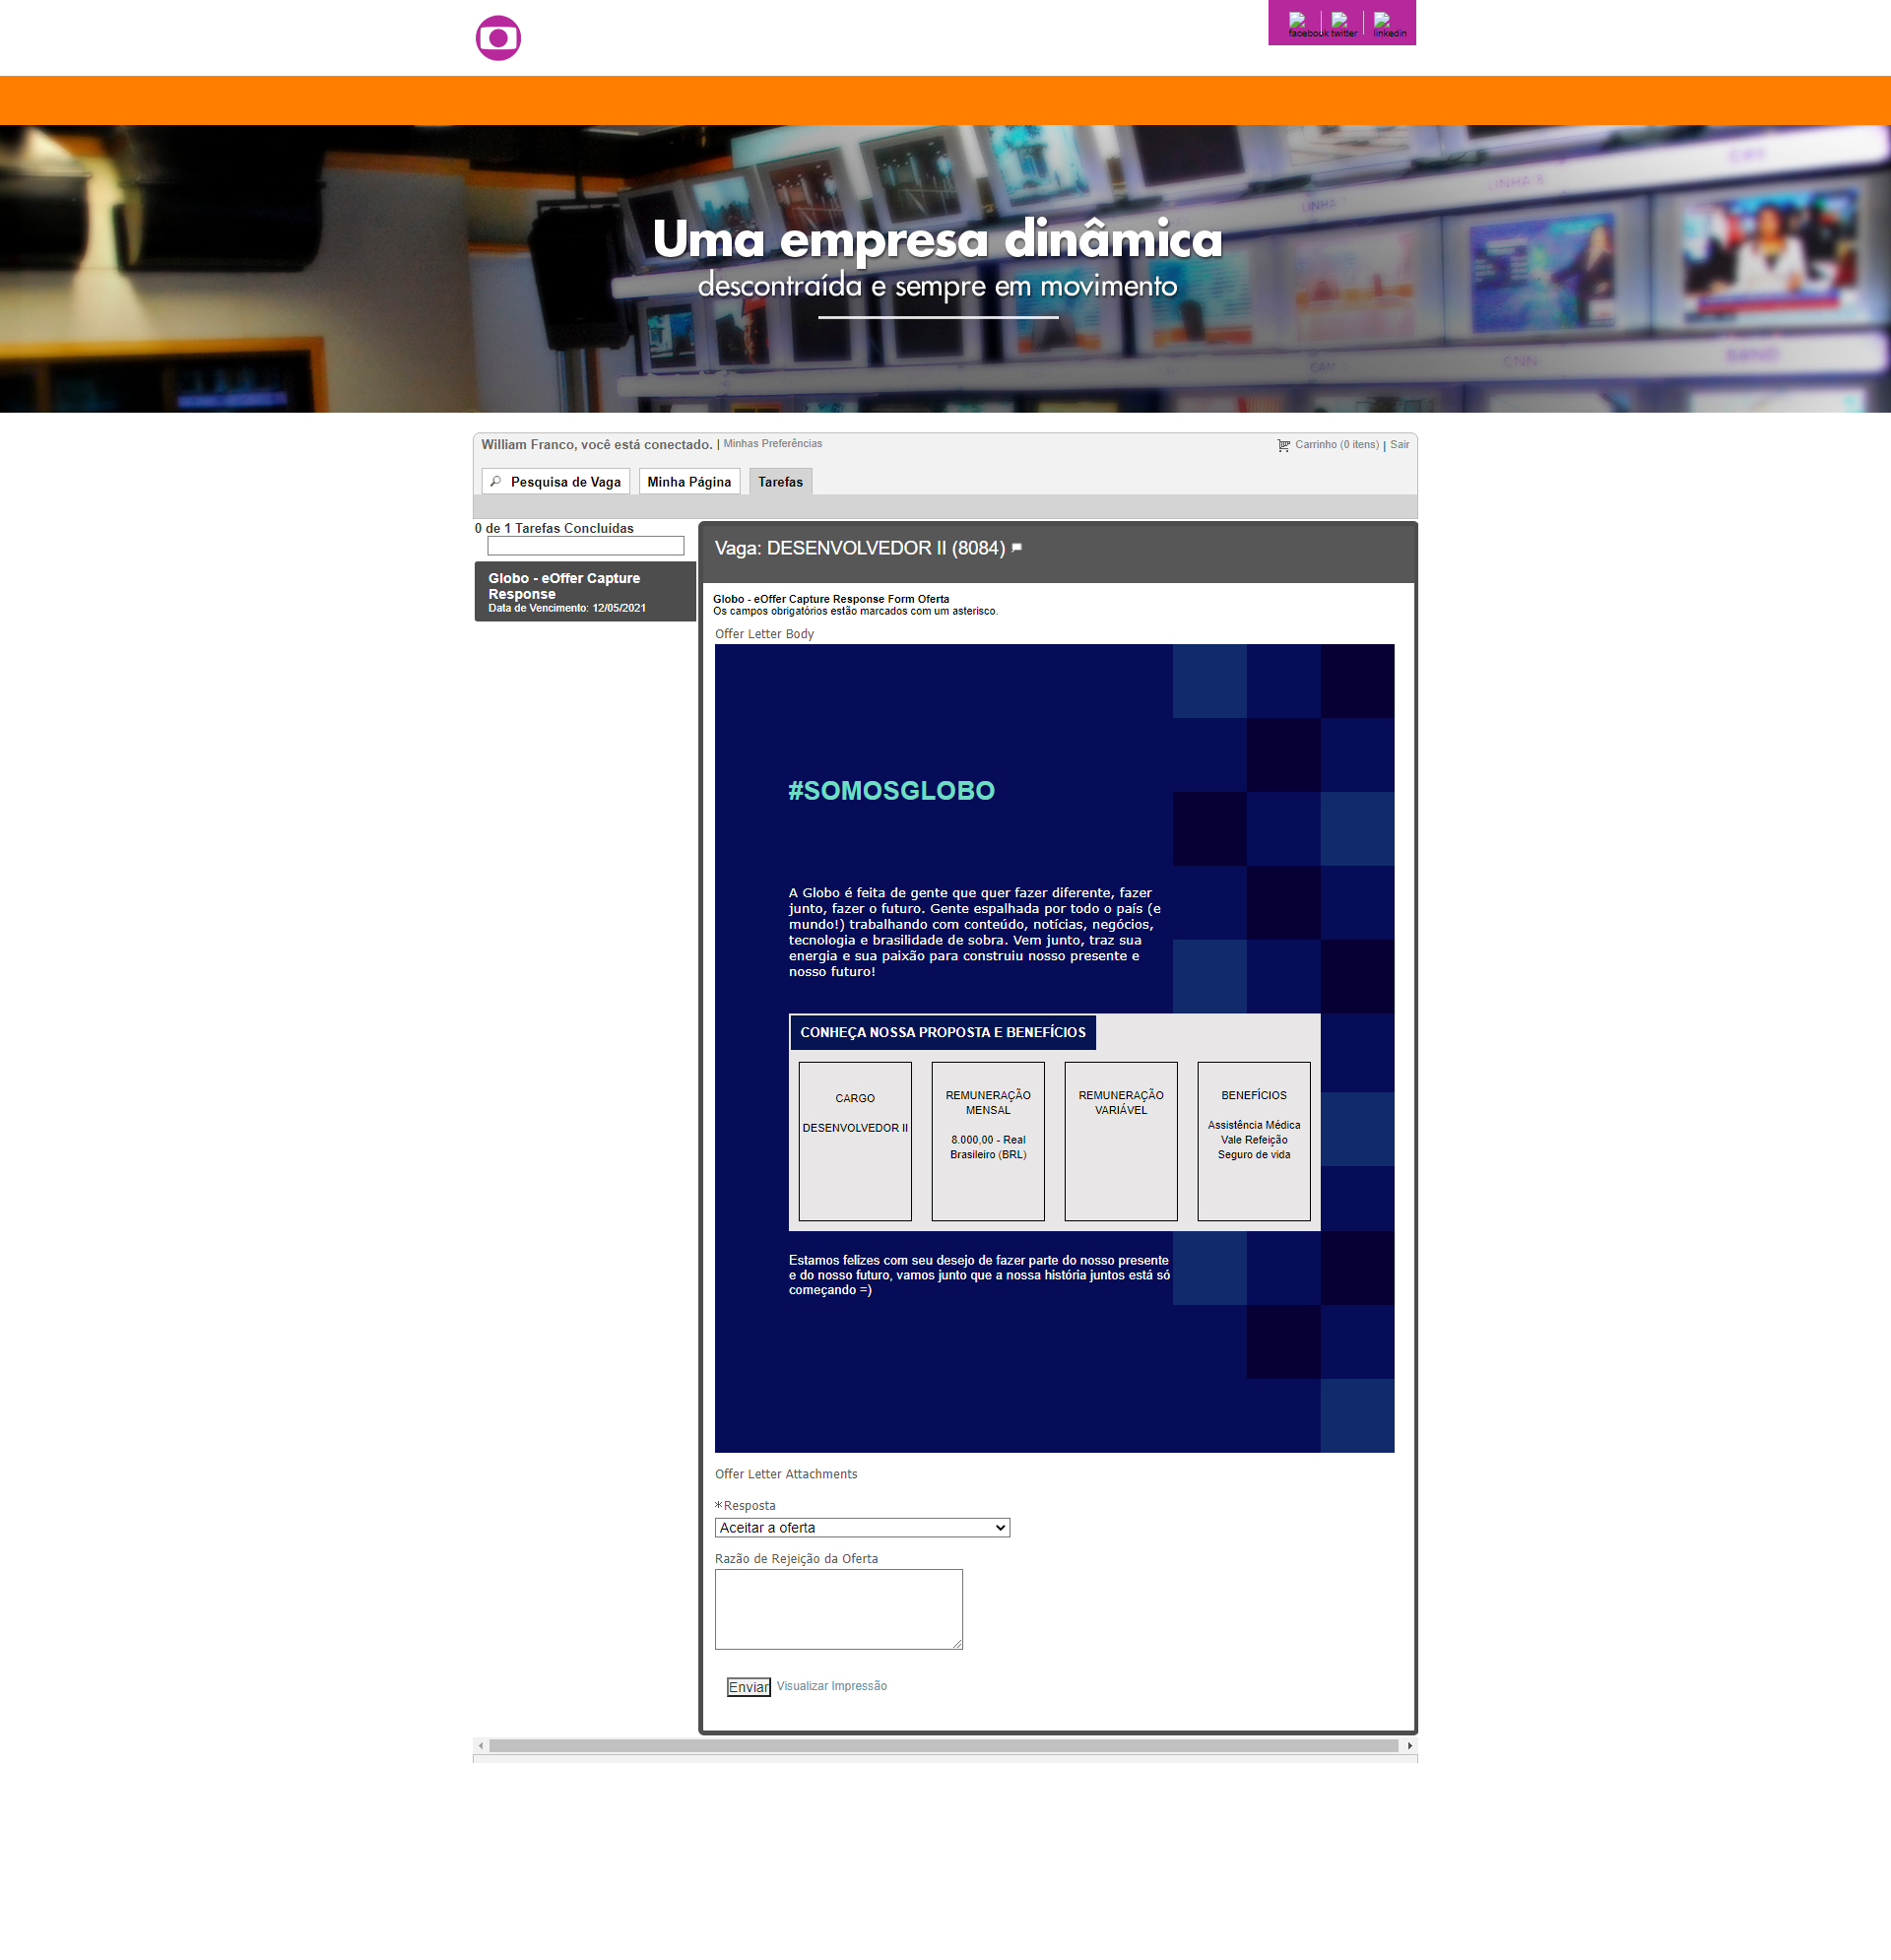 facebook twitter linkedin
Uma empresa dinâmica
descontraída e sempre em movimento
LINHA 8
LINHA 7
CNN
BAND
William Franco, você está conectado. | Minhas Preferências
Carrinho (0 itens) | Sair
Pesquisa de Vaga
Minha Página
Tarefas
0 de 1 Tarefas Concluídas
Globo - eOffer Capture
Response
Data de Vencimento: 12/05/2021
Vaga: DESENVOLVEDOR II (8084)
Globo - eOffer Capture Response Form Oferta
Os campos obrigatórios estão marcados com um asterisco.
Offer Letter Body
#SOMOSGLOBO
A Globo é feita de gente que quer fazer diferente, fazer
junto, fazer o futuro. Gente espalhada por todo o país (e
mundo!) trabalhando com conteúdo, notícias, negócios,
tecnologia e brasilidade de sobra. Vem junto, traz sua
energia e sua paixão para construiu nosso presente e
nosso futuro!
CONHEÇA NOSSA PROPOSTA E BENEFÍCIOS
CARGO
DESENVOLVEDOR II
REMUNERAÇÃO
MENSAL
8.000,00 - Real
Brasileiro (BRL)
REMUNERAÇÃO
VARIÁVEL
BENEFÍCIOS
Assistência Médica
Vale Refeição
Seguro de vida
Estamos felizes com seu desejo de fazer parte do nosso presente
e do nosso futuro, vamos junto que a nossa história juntos está só
começando =)
Offer Letter Attachments
*Resposta
Aceitar a oferta
Razão de Rejeição da Oferta
Enviar Visualizar Impressão